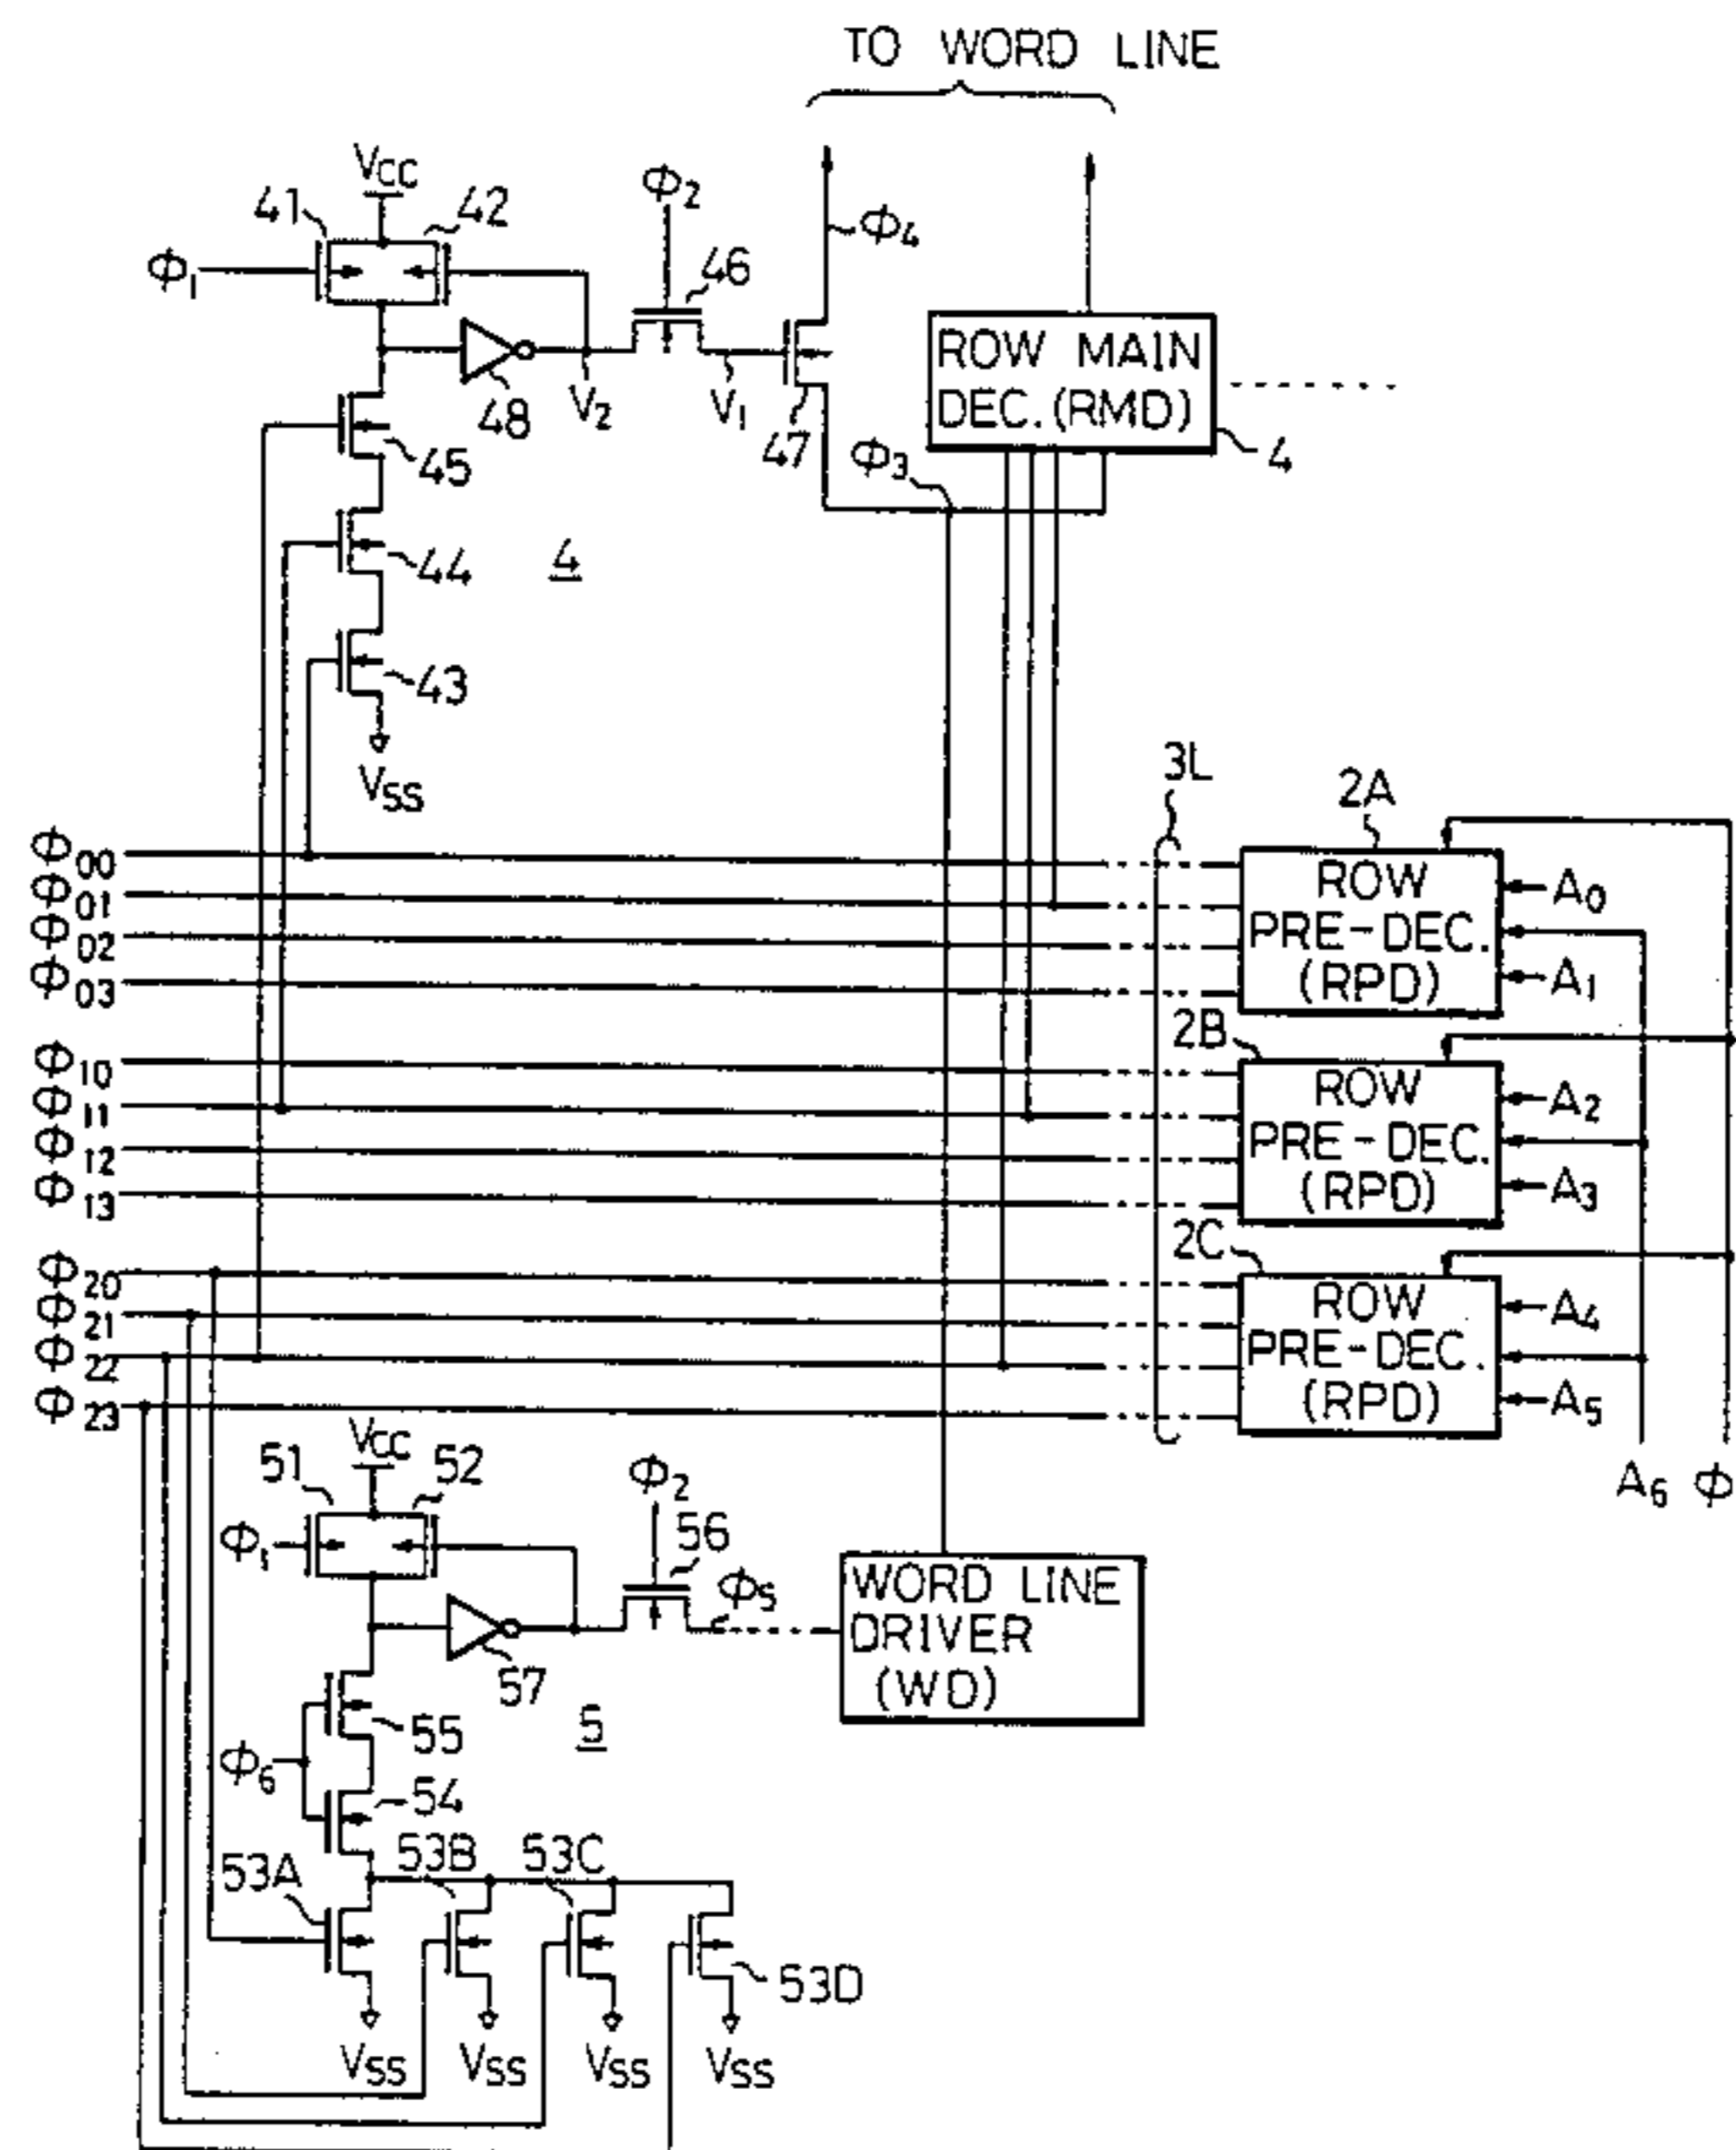 TO WORD LINE
VCC
Φ2
41
42
Φ4
Φ1
46
ROW MAIN
DEC.(RMD)
V2
V1
48
47
Φ3
4
45
44
4
43
VSS
3L
2A
Φ00
Φ01
Φ02
Φ03
ROW
PRE-DEC.
(RPD)
A0
A1
2B
Φ10
Φ11
Φ12
Φ13
ROW
PRE-DEC.
(RPD)
A2
A3
2C
Φ20
Φ21
Φ22
Φ23
ROW
PRE-DEC.
(RPD)
A4
A5
A6
Φ
VCC
51
52
Φ2
Φ1
56
Φ5
WORD LINE
DRIVER
(WD)
57
55
5
Φ6
54
53A
53B
53C
53D
VSS
VSS
VSS
VSS